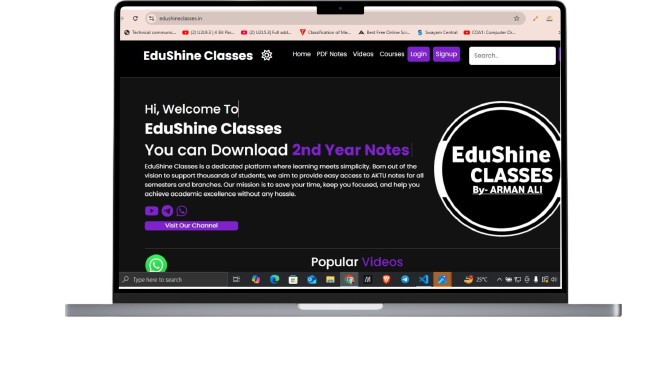 edushineclasses.in
Technical communic...
(2) U2L9.3| 4 Bit Par...
(2) U2L5.3| Full add...
Classification of Me...
Best Free Online Scr...
Swayam Central
COA1: Computer Or...
EduShine Classes
Home PDF Notes Videos Courses Login Signup Search..
Hi, Welcome To
EduShine Classes
You can Download 2nd Year Notes
EduShine Classes is a dedicated platform where learning meets simplicity. Born out of the
vision to support thousands of students, we aim to provide easy access to AKTU notes for all
semesters and branches. Our mission is to save your time, keep you focused, and help you
achieve academic excellence without any hassle.
Visit Our Channel
EduShine
CLASSES
By- ARMAN ALI
Popular Videos
Type here to search
25°C